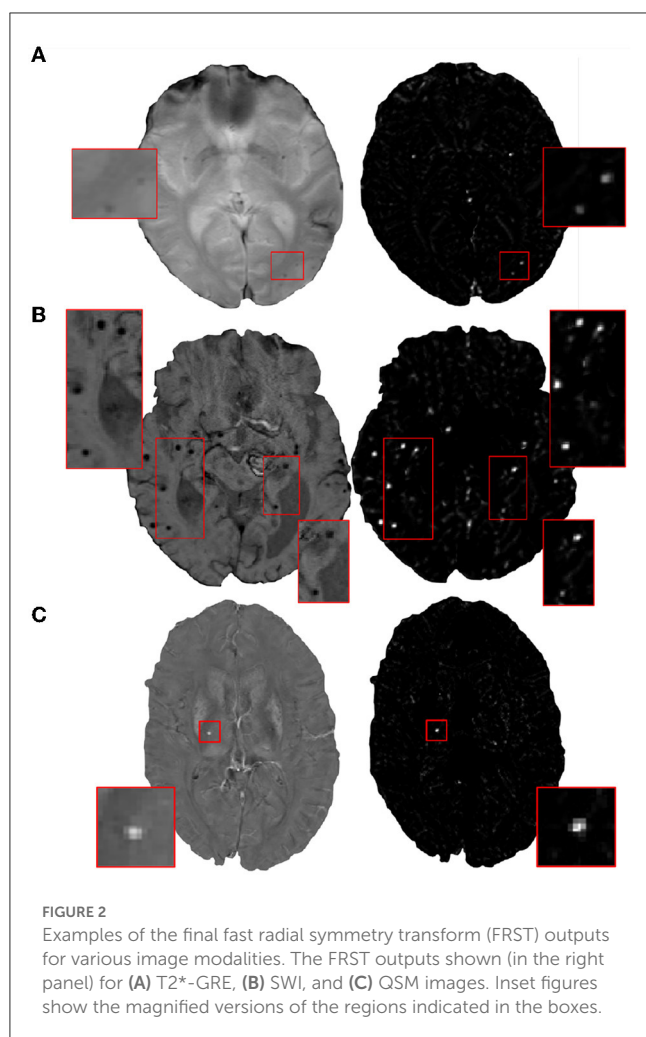 A
B
C
FIGURE 2
Examples of the final fast radial symmetry transform (FRST) outputs
for various image modalities. The FRST outputs shown (in the right
panel) for (A) T2*-GRE, (B) SWI, and (C) QSM images. Inset figures
show the magnified versions of the regions indicated in the boxes.